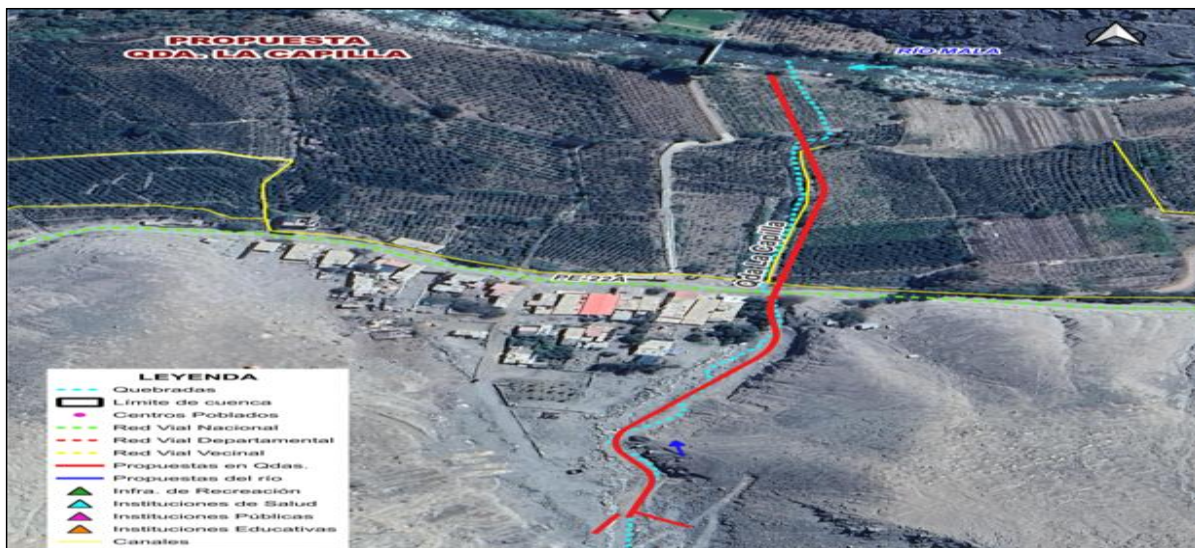 PROPUESTA
QDA. LA CAPILLA
RÍO MALA
Qda La Capilla
PE-22A
LEYENDA
Quebradas
Límite de cuenca
Centros Poblados
Red Vial Nacional
Red Vial Departamental
Red Vial Vecinal
Propuestas en Qdas.
Propuestas del río
Infra. de Recreación
Instituciones de Salud
Instituciones Públicas
Instituciones Educativas
Canales